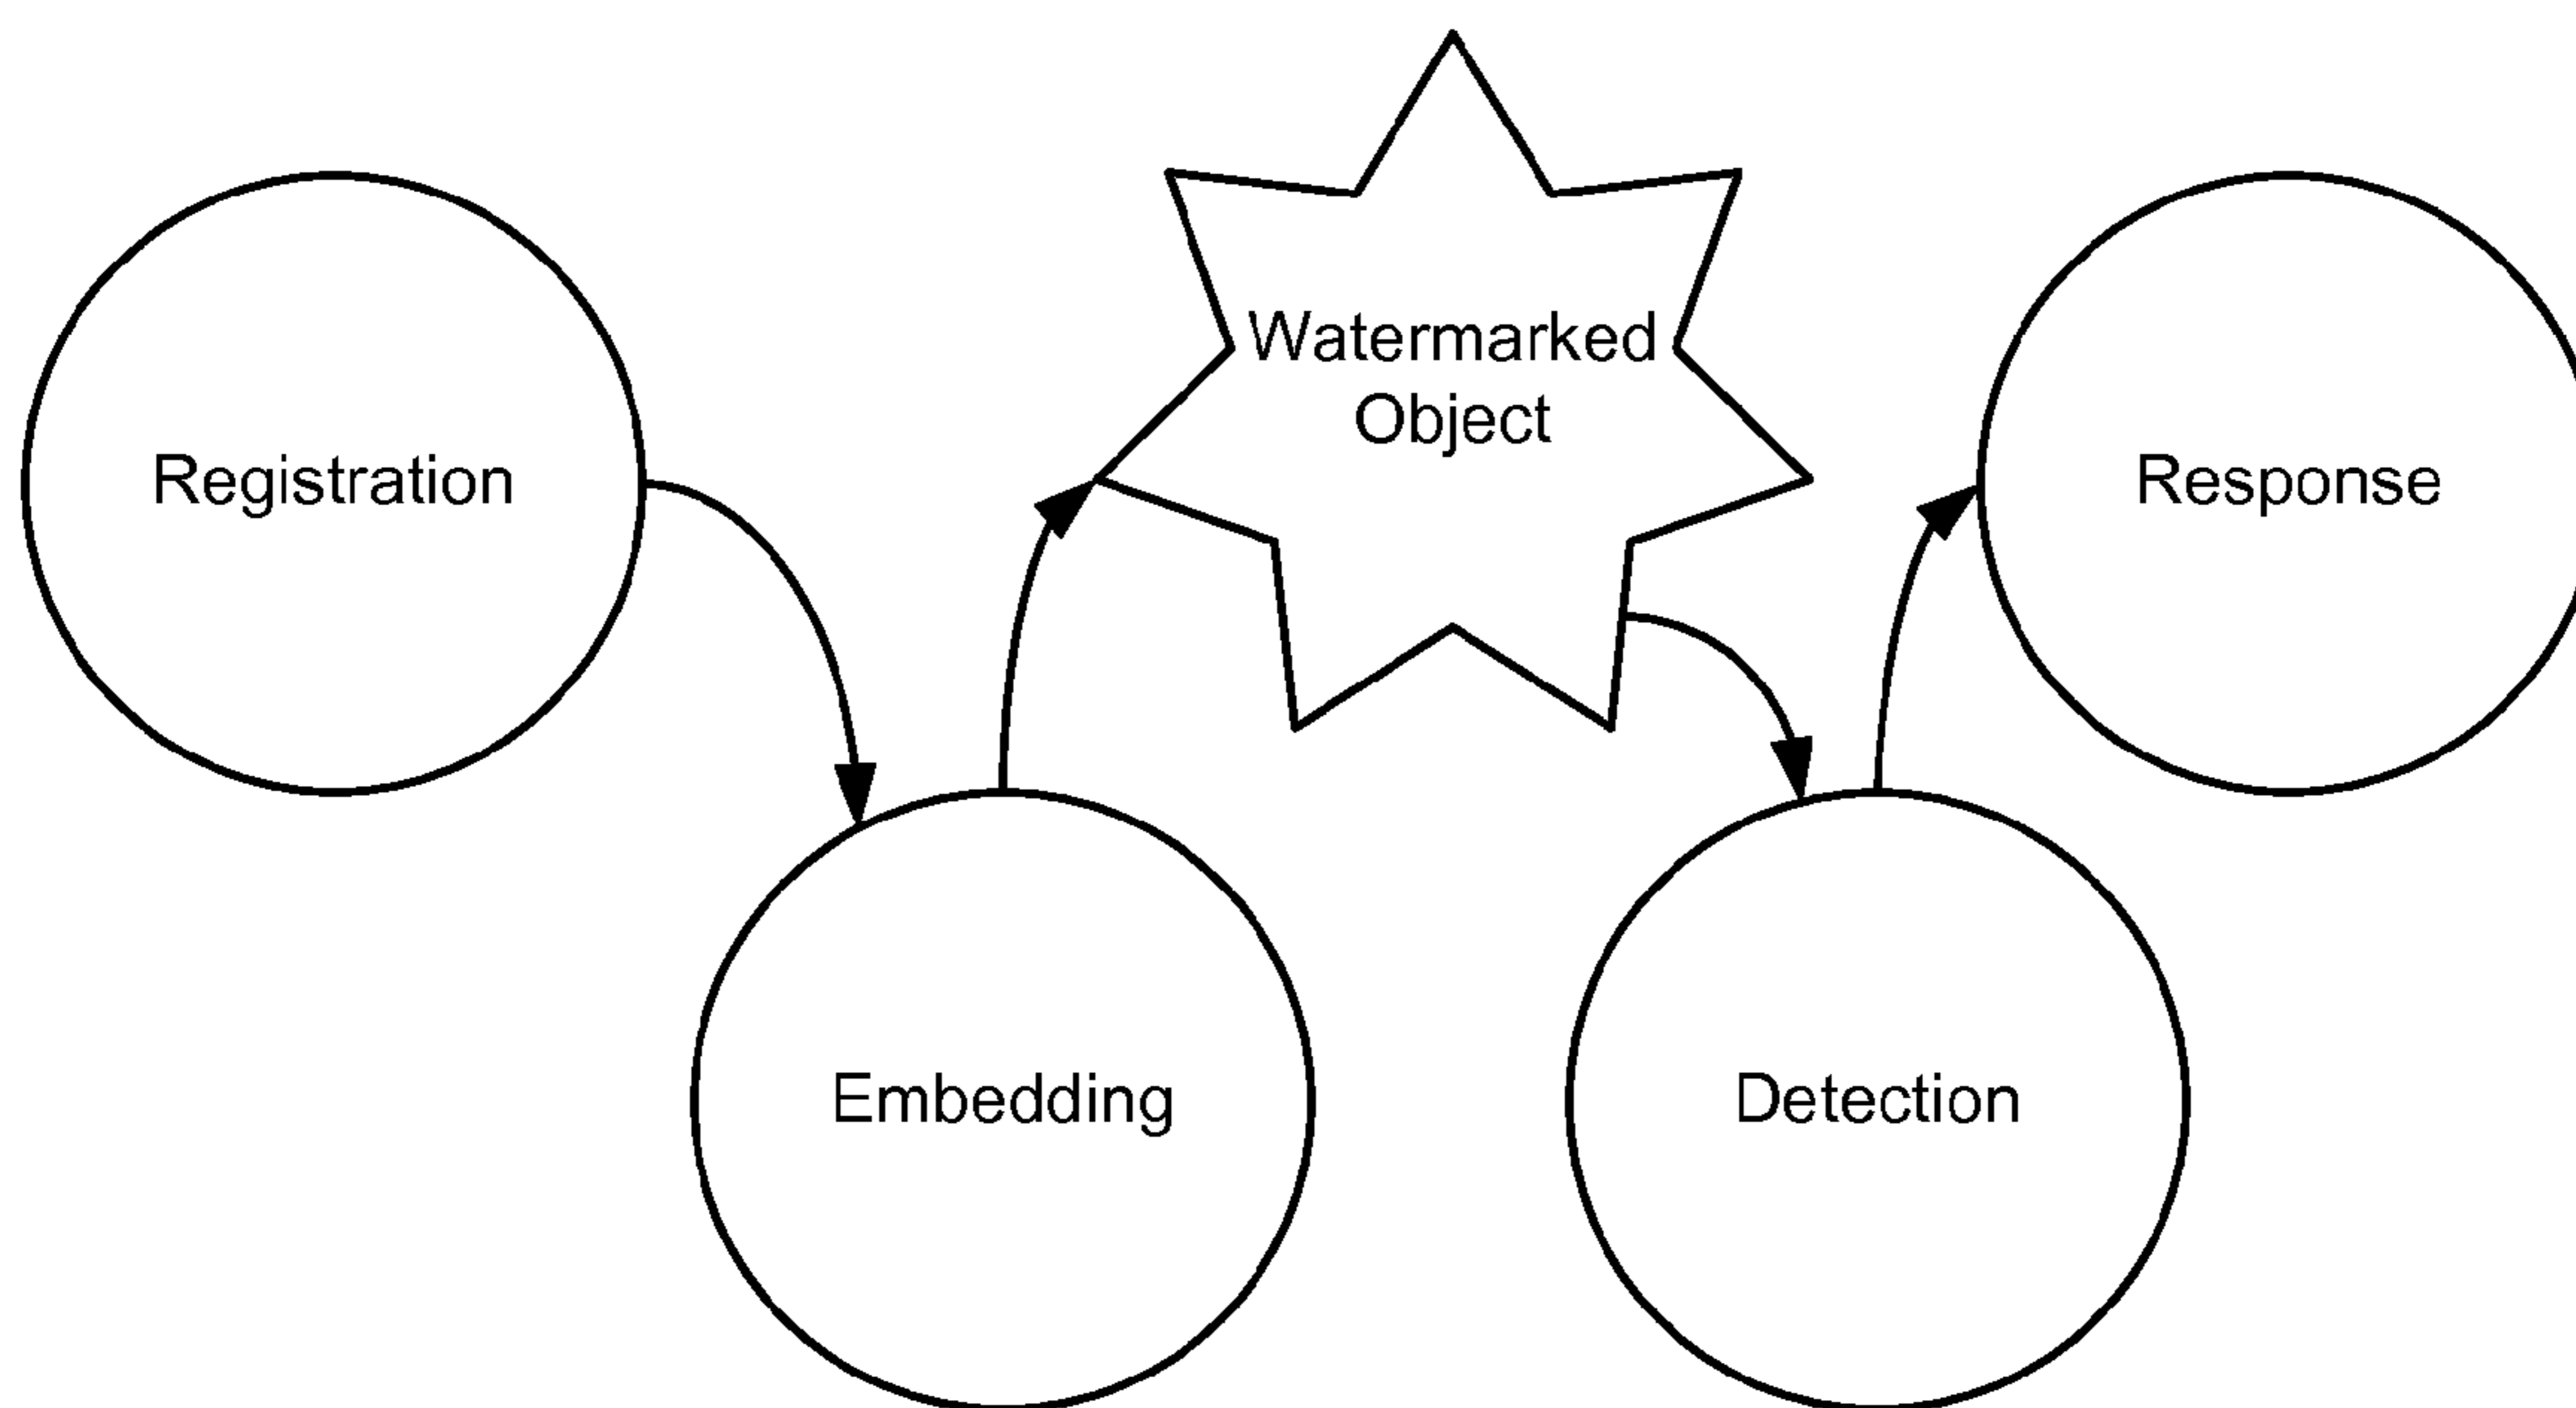 Registration
Embedding
Watermarked
Object
Detection
Response